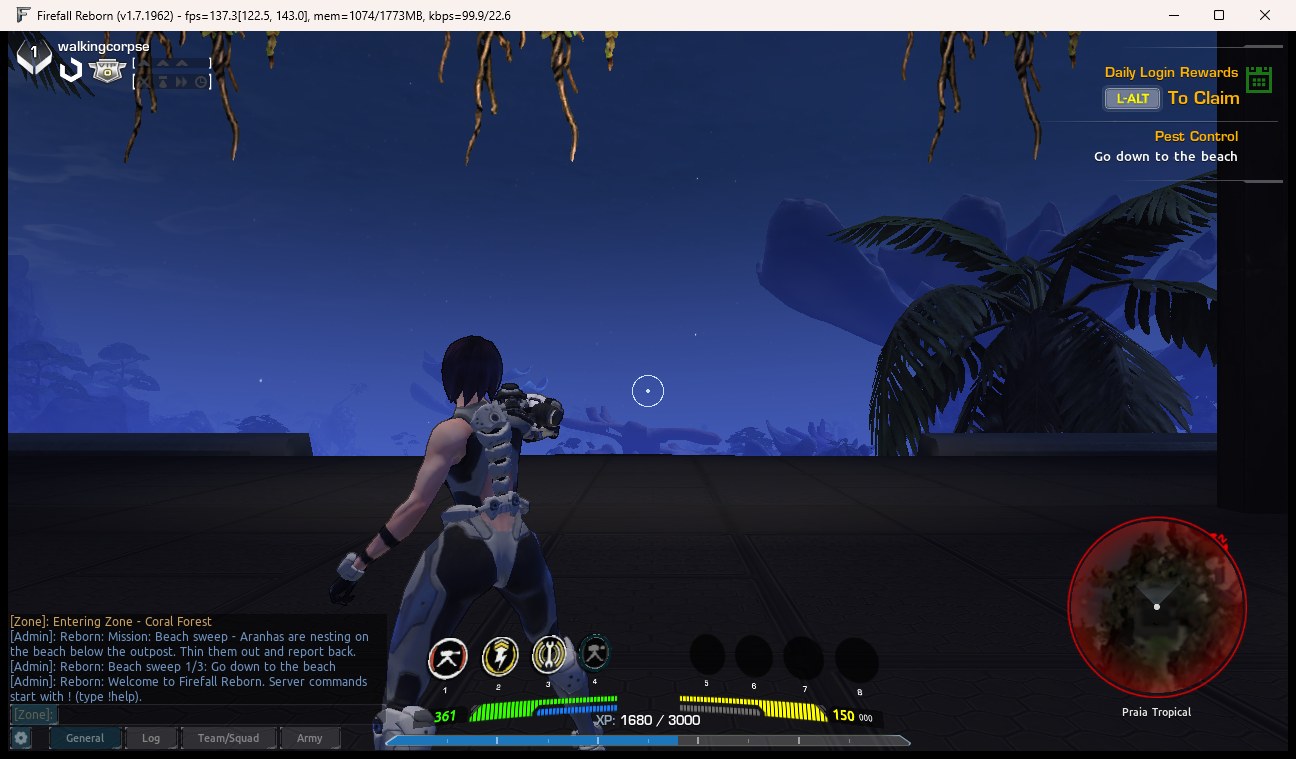 Firefall Reborn (v1.7.1962) - fps=137.3[122.5, 143.0], mem=1074/1773MB, kbps=99.9/22.6
1
walkingcorpse
Daily Login Rewards
L-ALT To Claim
Pest Control
Go down to the beach
N
[Zone]: Entering Zone - Coral Forest
[Admin]: Reborn: Mission: Beach sweep - Aranhas are nesting on
the beach below the outpost. Thin them out and report back.
[Admin]: Reborn: Beach sweep 1/3: Go down to the beach
[Admin]: Reborn: Welcome to Firefall Reborn. Server commands
start with ! (type !help).
[Zone]:
General Log Team/Squad Army
1 2 3 4 5 6 7 8
361
XP: 1680 / 3000
150 000
Praia Tropical